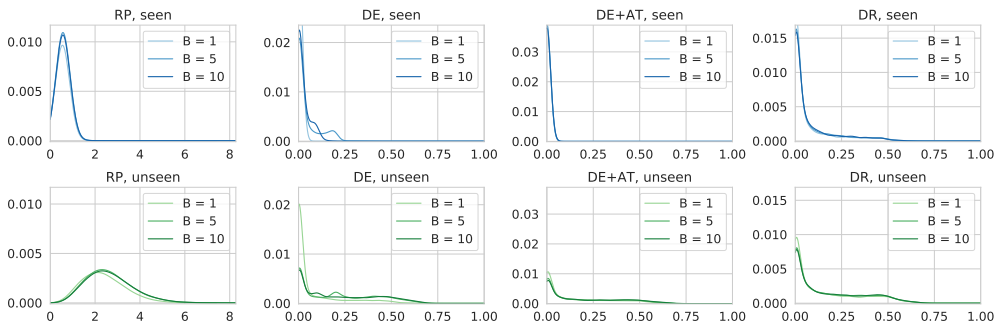 RP, seen
0.010
0.005
0.000
0
2
4
6
8
B = 1
B = 5
B = 10
DE, seen
0.02
0.01
0.00
0.00
0.25
0.50
0.75
1.00
B = 1
B = 5
B = 10
DE+AT, seen
0.03
0.02
0.01
0.00
0.00
0.25
0.50
0.75
1.00
B = 1
B = 5
B = 10
DR, seen
0.015
0.010
0.005
0.000
0.00
0.25
0.50
0.75
1.00
B = 1
B = 5
B = 10
RP, unseen
0.010
0.005
0.000
0
2
4
6
8
B = 1
B = 5
B = 10
DE, unseen
0.02
0.01
0.00
0.00
0.25
0.50
0.75
1.00
B = 1
B = 5
B = 10
DE+AT, unseen
0.03
0.02
0.01
0.00
0.00
0.25
0.50
0.75
1.00
B = 1
B = 5
B = 10
DR, unseen
0.015
0.010
0.005
0.000
0.00
0.25
0.50
0.75
1.00
B = 1
B = 5
B = 10